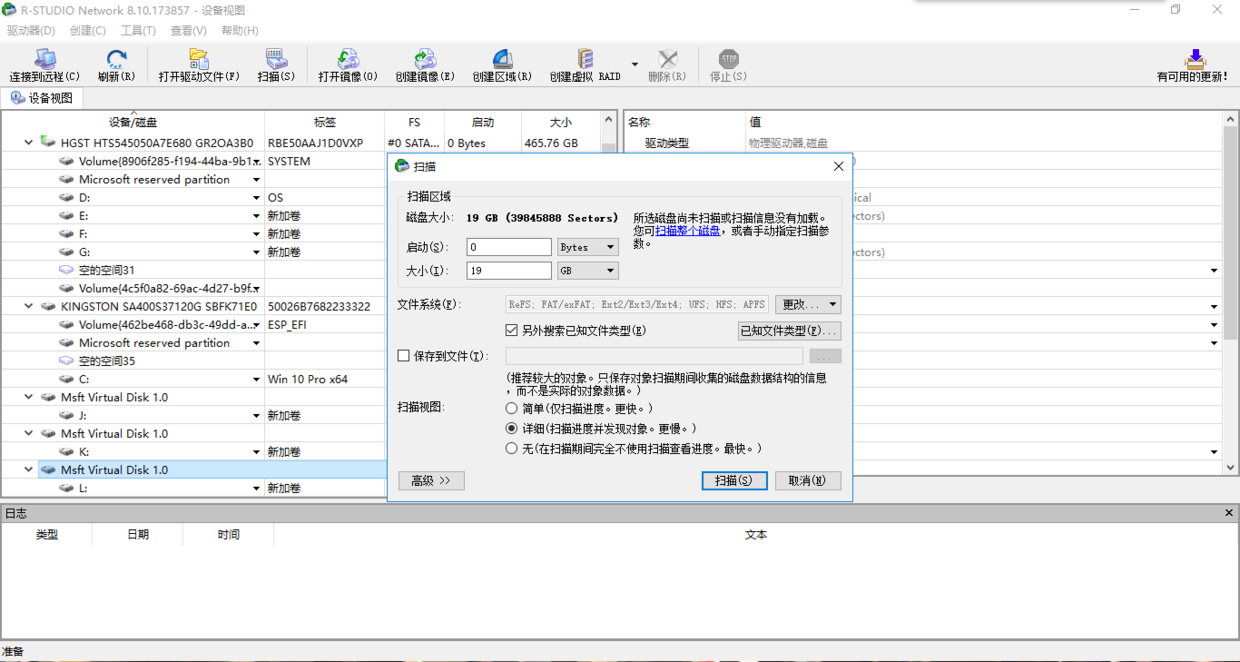 R-STUDIO Network 8.10.173857 - 设备视图
驱动器(D) 创建(C) 工具(T) 查看(V) 帮助(H)
连接到远程(C) 刷新(R) 打开驱动文件(F) 扫描(S) 打开镜像(O) 创建镜像(E) 创建区域(R) 创建虚拟 RAID 删除(R) STOP 停止(S) 有可用的更新!
设备视图
设备/磁盘 标签 FS 启动 大小 名称 值
HGST HTS545050A7E680 GR2OA3B0 RBE50AAJ1D0VXP #0 SATA... 0 Bytes 465.76 GB 驱动类型 物理驱动器,磁盘
Volume{8906f285-f194-44ba-9b1... SYSTEM
Microsoft reserved partition
D: OS
E: 新加卷
F: 新加卷
G: 新加卷
空的空间31
Volume{4c5f0a82-69ac-4d27-b9f...
KINGSTON SA400S37120G SBFK71E0 50026B7682233322
Volume{462be468-db3c-49dd-a... ESP_EFI
Microsoft reserved partition
空的空间35
C: Win 10 Pro x64
Msft Virtual Disk 1.0
J: 新加卷
Msft Virtual Disk 1.0
K: 新加卷
Msft Virtual Disk 1.0
L: 新加卷
ical
ectors)
ectors)
扫描
扫描区域
磁盘大小: 19 GB (39845888 Sectors)
启动(S): 0 Bytes
大小(I): 19 GB
所选磁盘尚未扫描或扫描信息没有加载。
您可扫描整个磁盘，或者手动指定扫描参
数。
文件系统(F): ReFS; FAT/exFAT; Ext2/Ext3/Ext4; UFS; HFS; APFS 更改...
另外搜索已知文件类型(E) 已知文件类型(F)...
保存到文件(I): ...
(推荐较大的对象。只保存对象扫描期间收集的磁盘数据结构的信息
，而不是实际的对象数据。)
扫描视图: 简单(仅扫描进度。更快。)
详细(扫描进度并发现对象。更慢。)
无(在扫描期间完全不使用扫描查看进度。最快。)
高级 >> 扫描(S) 取消(N)
日志
类型 日期 时间 文本
准备